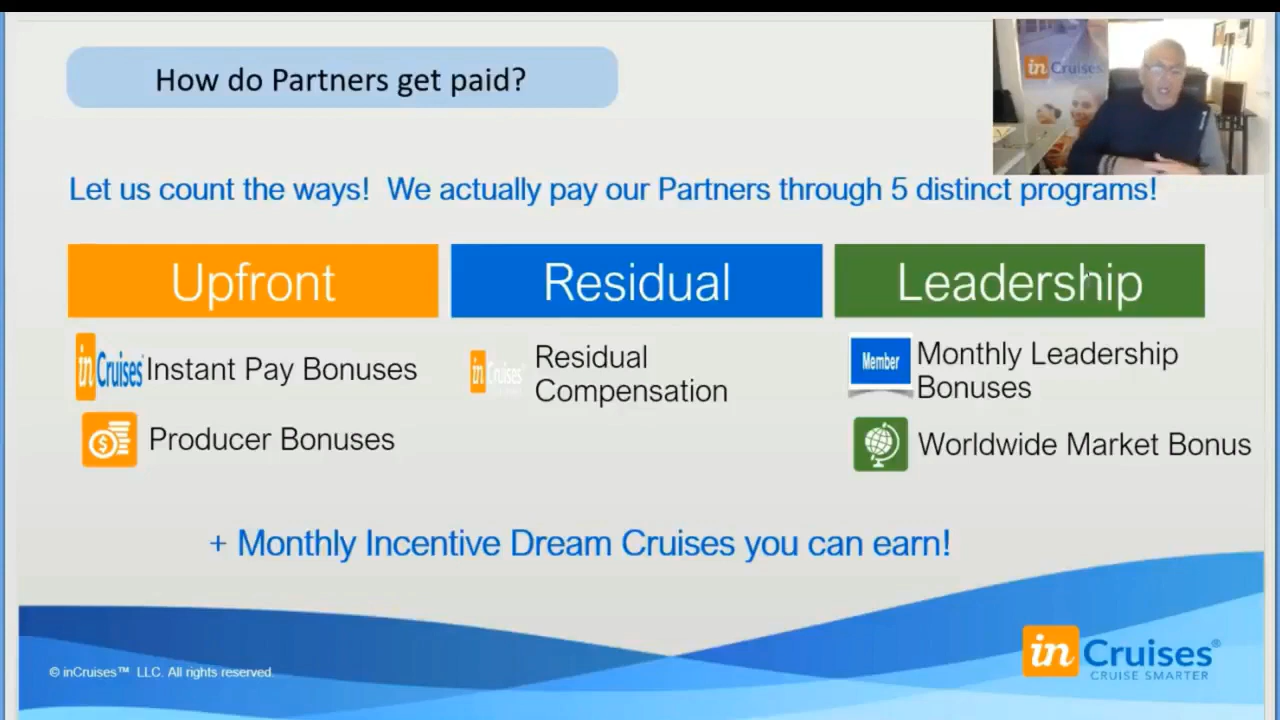 How do Partners get paid?
inCruises
Let us count the ways! We actually pay our Partners through 5 distinct programs!
Upfront
Residual
Leadership
inCruises Instant Pay Bonuses
Producer Bonuses
inCruises Residual
Compensation
Member Monthly Leadership
Bonuses
Worldwide Market Bonus
+ Monthly Incentive Dream Cruises you can earn!
© inCruises™ LLC. All rights reserved.
inCruises®
CRUISE SMARTER